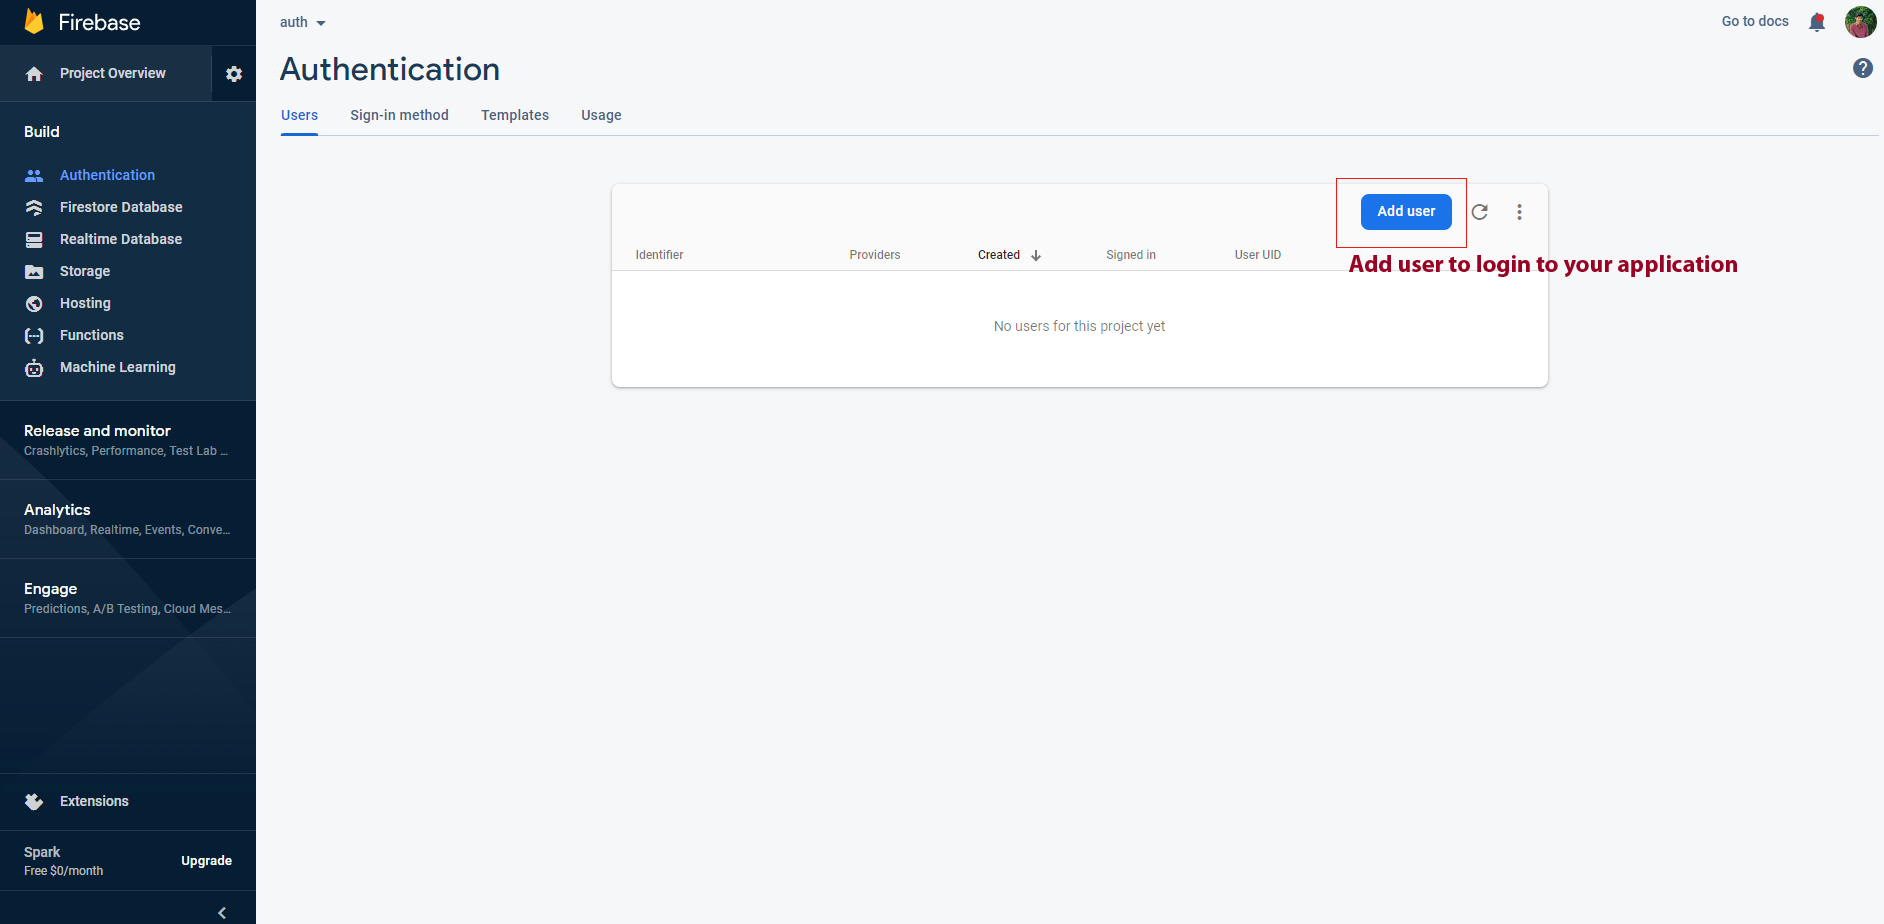 Firebase
Project Overview
Build
Authentication
Firestore Database
Realtime Database
Storage
Hosting
Functions
Machine Learning
Release and monitor
Crashlytics, Performance, Test Lab ...
Analytics
Dashboard, Realtime, Events, Conve...
Engage
Predictions, A/B Testing, Cloud Mes...
Extensions
Spark
Free $0/month
Upgrade
auth
Go to docs
Authentication
Users Sign-in method Templates Usage
Add user
Identifier Providers Created Signed in User UID
Add user to login to your application
No users for this project yet